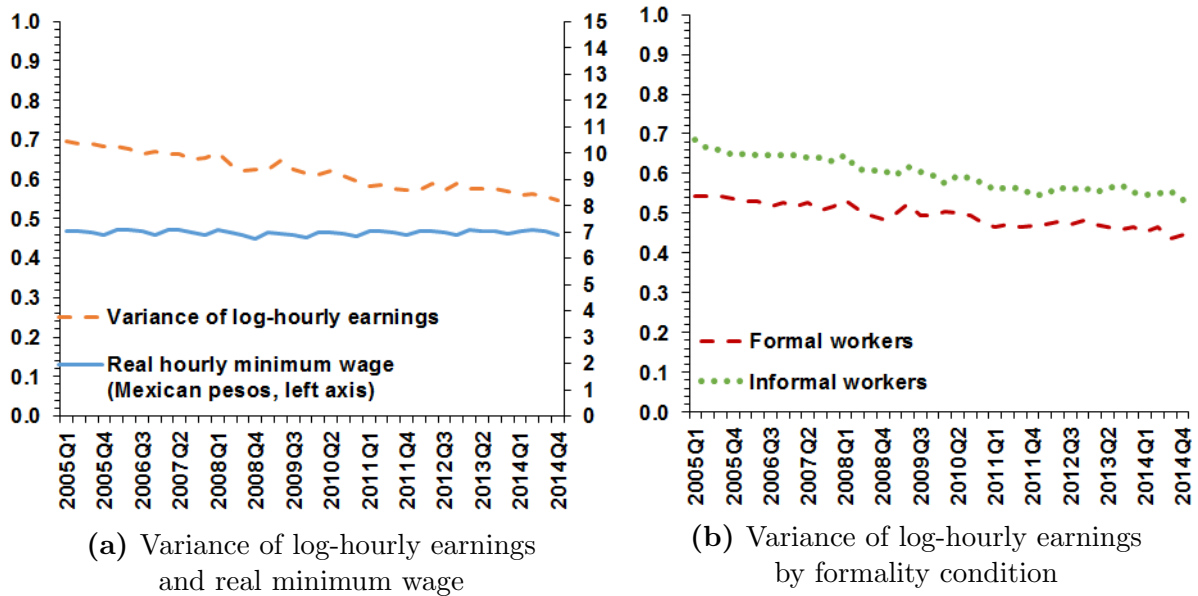 1.0
0.9
0.8
0.7
0.6
0.5
0.4
0.3
0.2
0.1
0.0
15
14
13
12
11
10
9
8
7
6
5
4
3
2
1
0
Variance of log-hourly earnings
Real hourly minimum wage
(Mexican pesos, left axis)
2005Q1
2005Q4
2006Q3
2007Q2
2008Q1
2008Q4
2009Q3
2010Q2
2011Q1
2011Q4
2012Q3
2013Q2
2014Q1
2014Q4
(a) Variance of log-hourly earnings
and real minimum wage
1.0
0.9
0.8
0.7
0.6
0.5
0.4
0.3
0.2
0.1
0.0
Formal workers
Informal workers
2005Q1
2005Q4
2006Q3
2007Q2
2008Q1
2008Q4
2009Q3
2010Q2
2011Q1
2011Q4
2012Q3
2013Q2
2014Q1
2014Q4
(b) Variance of log-hourly earnings
by formality condition